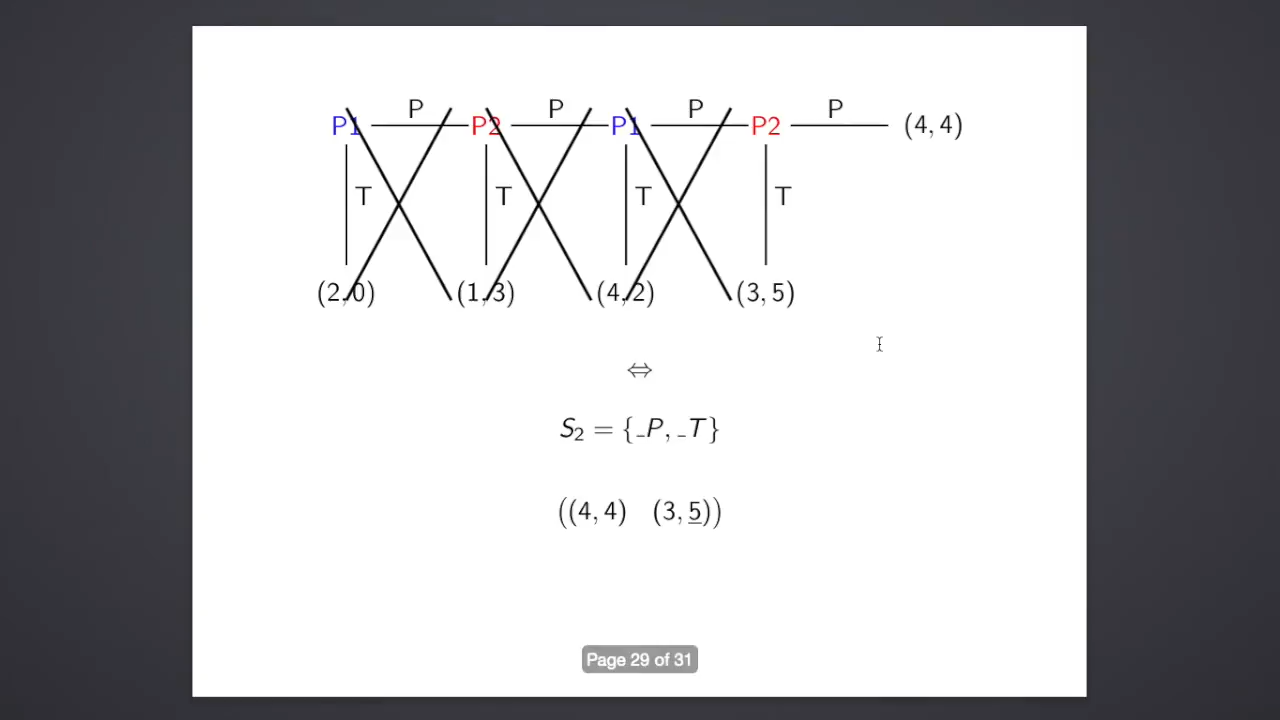 P P P P
P1 P2 P1 P2 (4, 4)
T T T T
(2, 0) (1, 3) (4, 2) (3, 5)
⇔
S₂ = {_P, _T}
((4, 4) (3, 5))
Page 29 of 31